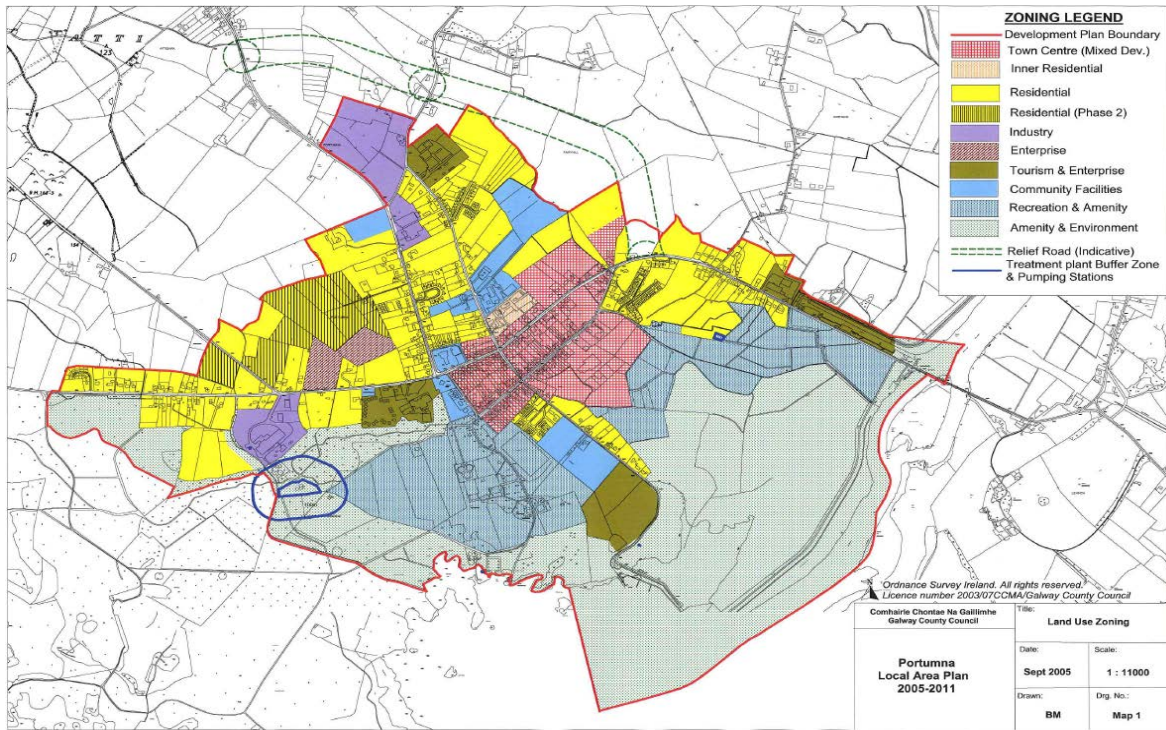 ZONING LEGEND
Development Plan Boundary
Town Centre (Mixed Dev.)
Inner Residential
Residential
Residential (Phase 2)
Industry
Enterprise
Tourism & Enterprise
Community Facilities
Recreation & Amenity
Amenity & Environment
Relief Road (Indicative)
Treatment plant Buffer Zone
& Pumping Stations
A T T I
123
N
Ordnance Survey Ireland. All rights reserved.
Licence number 2003/07CCMA/Galway County Council
Comhairle Chontae Na Gaillimhe
Galway County Council
Portumna
Local Area Plan
2005-2011
Title:
Land Use Zoning
Date:
Sept 2005
Scale:
1 : 11000
Drawn:
BM
Drg. No.:
Map 1